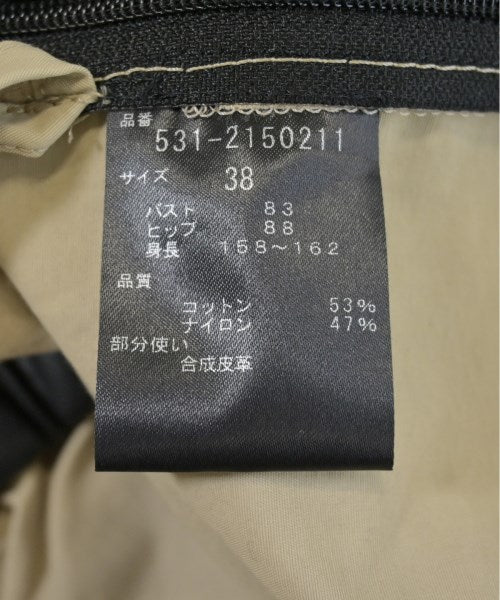 品番
531-2150211
サイズ 38
バスト 83
ヒップ 88
身長 158〜162
品質
コットン 53%
ナイロン 47%
部分使い
合成皮革